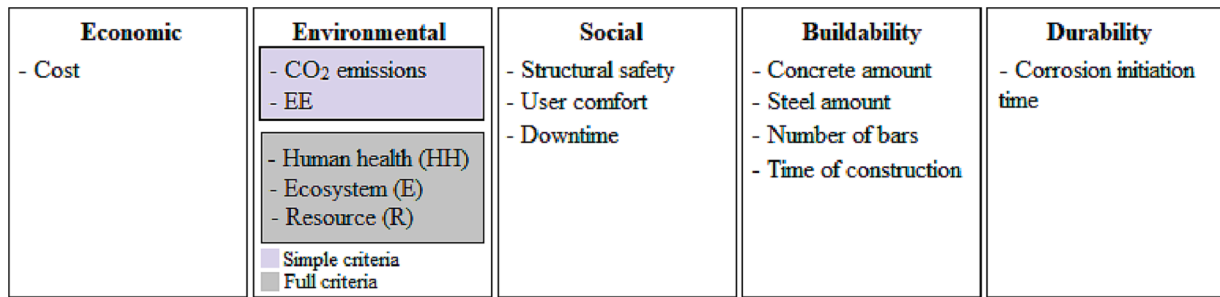 Economic
- Cost
Environmental
- CO₂ emissions
- EE
- Human health (HH)
- Ecosystem (E)
- Resource (R)
Simple criteria
Full criteria
Social
- Structural safety
- User comfort
- Downtime
Buildability
- Concrete amount
- Steel amount
- Number of bars
- Time of construction
Durability
- Corrosion initiation
time